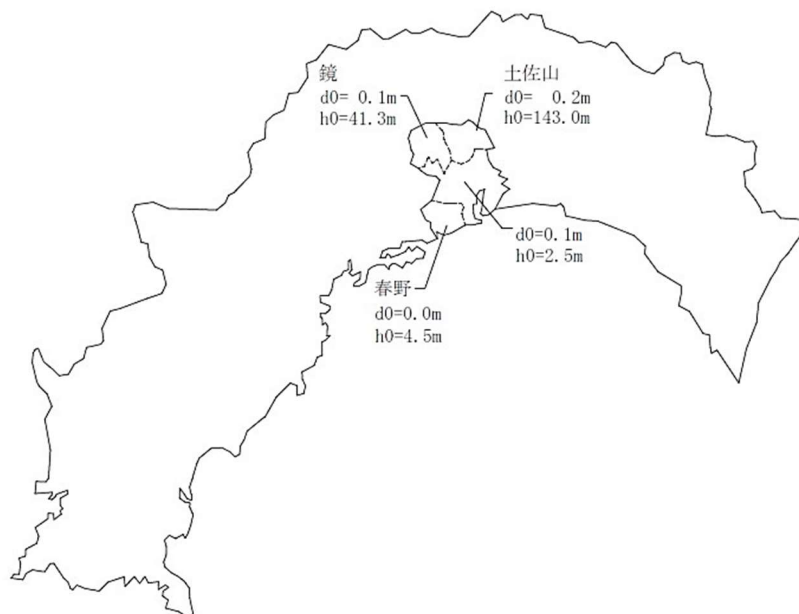 鏡
d0= 0.1m
h0=41.3m
土佐山
d0=  0.2m
h0=143.0m
d0=0.1m
h0=2.5m
春野
d0=0.0m
h0=4.5m